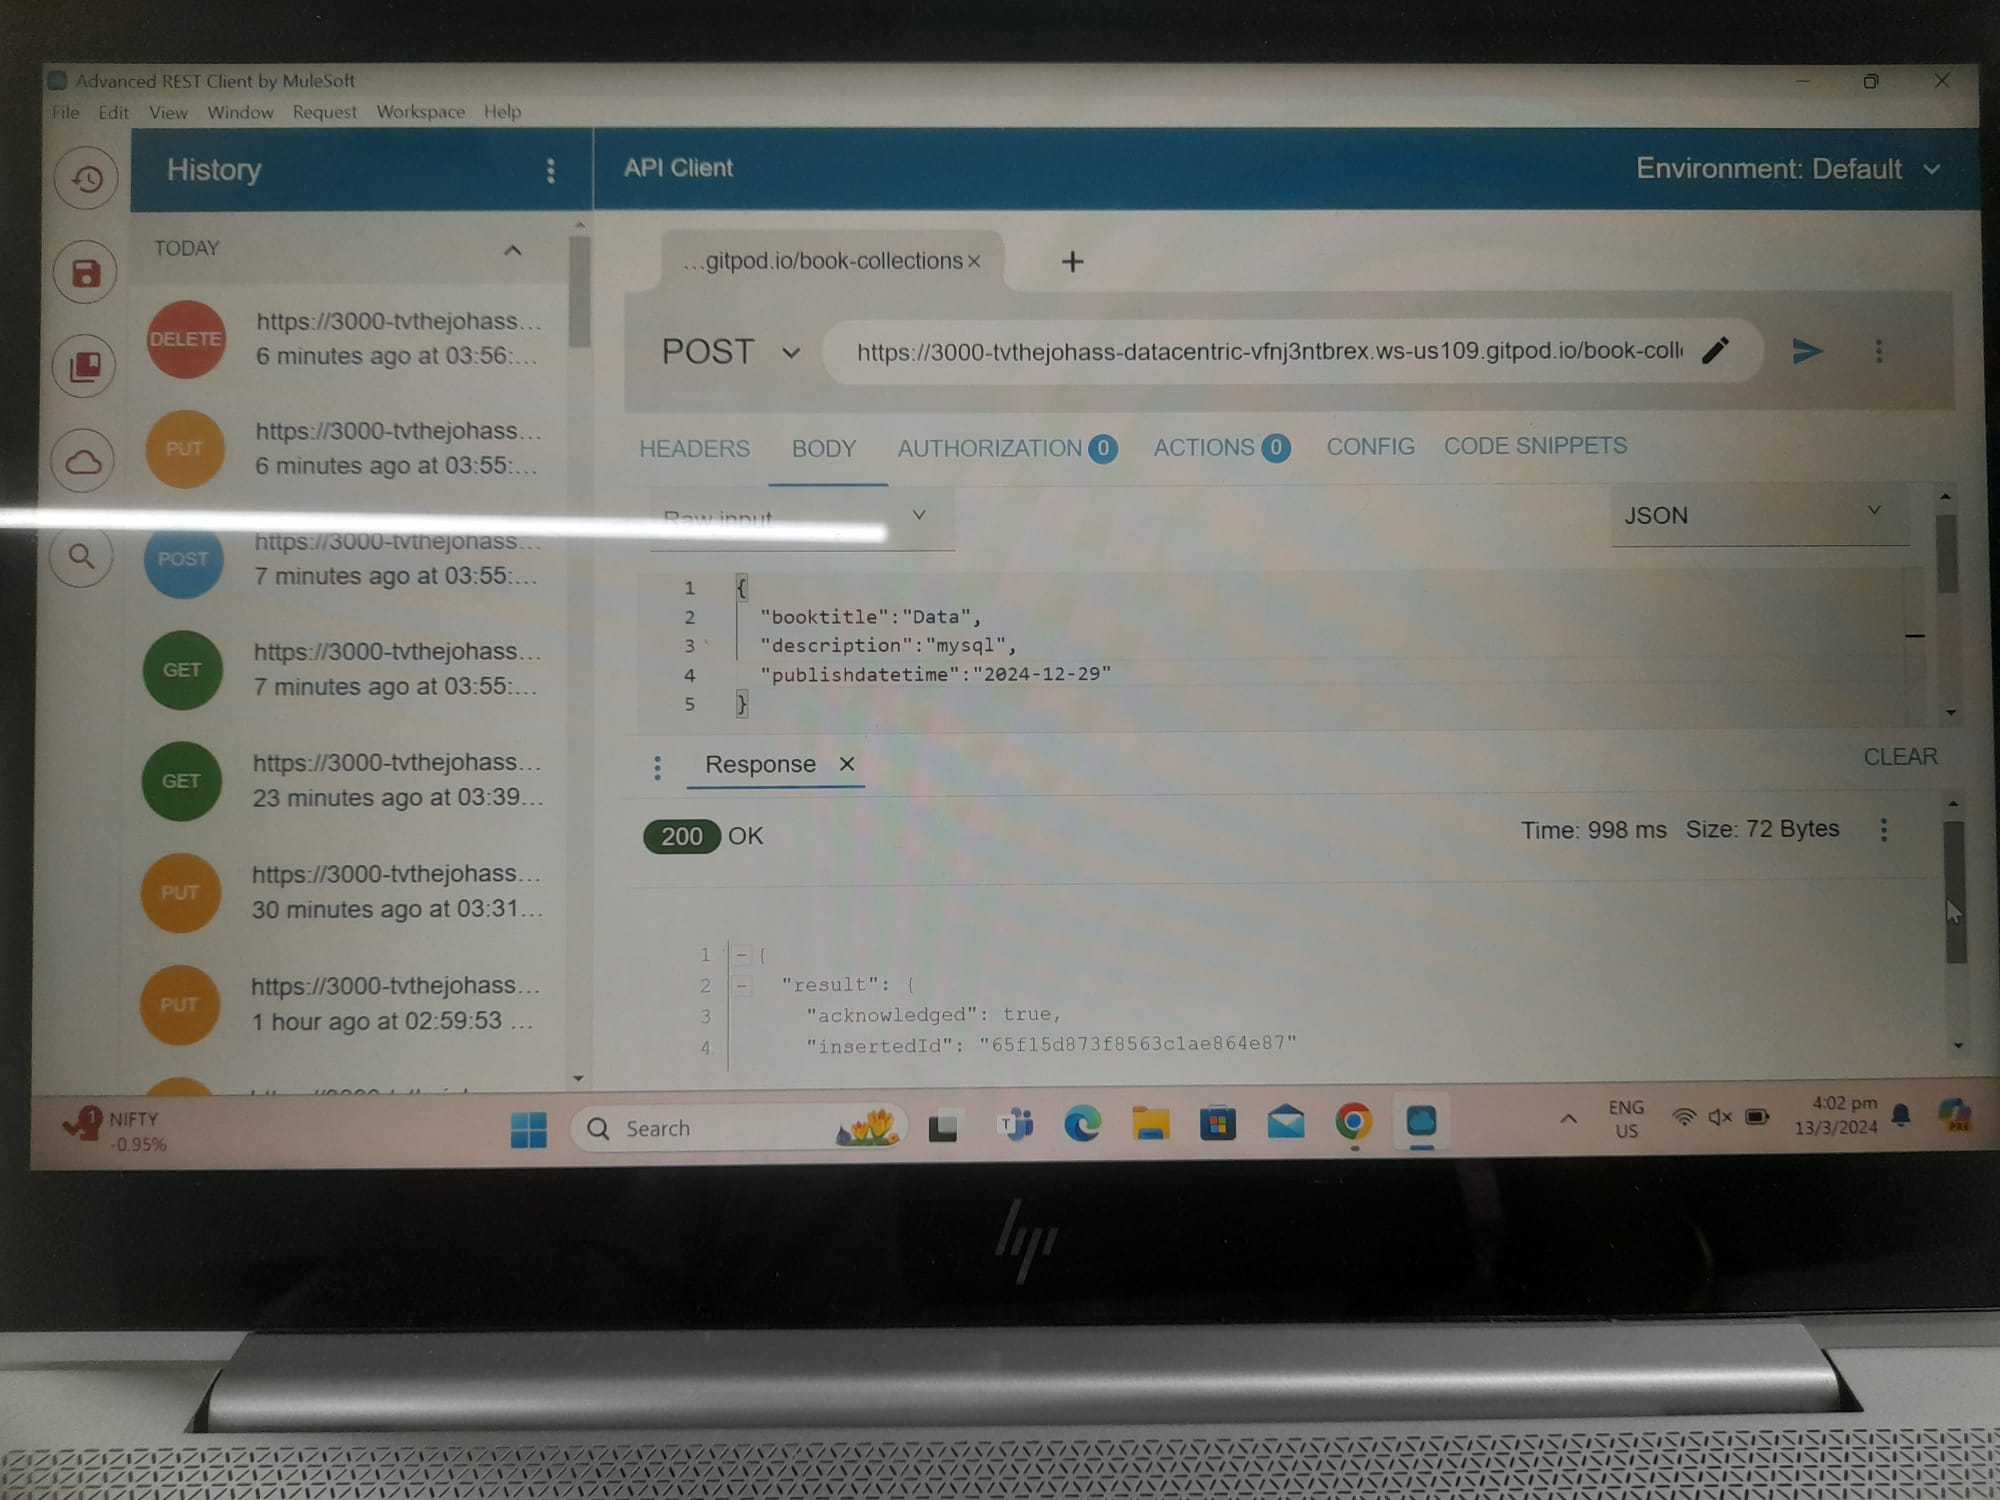 Advanced REST Client by MuleSoft
File Edit View Window Request Workspace Help
History
API Client
Environment: Default
TODAY
...gitpod.io/book-collections
DELETE
https://3000-tvthejohass...
6 minutes ago at 03:56:...
POST
https://3000-tvthejohass-datacentric-vfnj3ntbrex.ws-us109.gitpod.io/book-coll
PUT
https://3000-tvthejohass...
6 minutes ago at 03:55:...
HEADERS BODY AUTHORIZATION 0 ACTIONS 0 CONFIG CODE SNIPPETS
Raw input
JSON
POST
https://3000-tvthejohass...
7 minutes ago at 03:55:...
1 {
2 "booktitle":"Data",
3 "description":"mysql",
4 "publishdatetime":"2024-12-29"
5 }
GET
https://3000-tvthejohass...
7 minutes ago at 03:55:...
GET
https://3000-tvthejohass...
23 minutes ago at 03:39...
Response
CLEAR
200 OK
Time: 998 ms Size: 72 Bytes
PUT
https://3000-tvthejohass...
30 minutes ago at 03:31...
PUT
https://3000-tvthejohass...
1 hour ago at 02:59:53 ...
1 {
2 "result": {
3 "acknowledged": true,
4 "insertedId": "65f15d873f8563c1ae864e87"
1
NIFTY
-0.95%
Search
ENG
US
4:02 pm
13/3/2024
PRE
hp